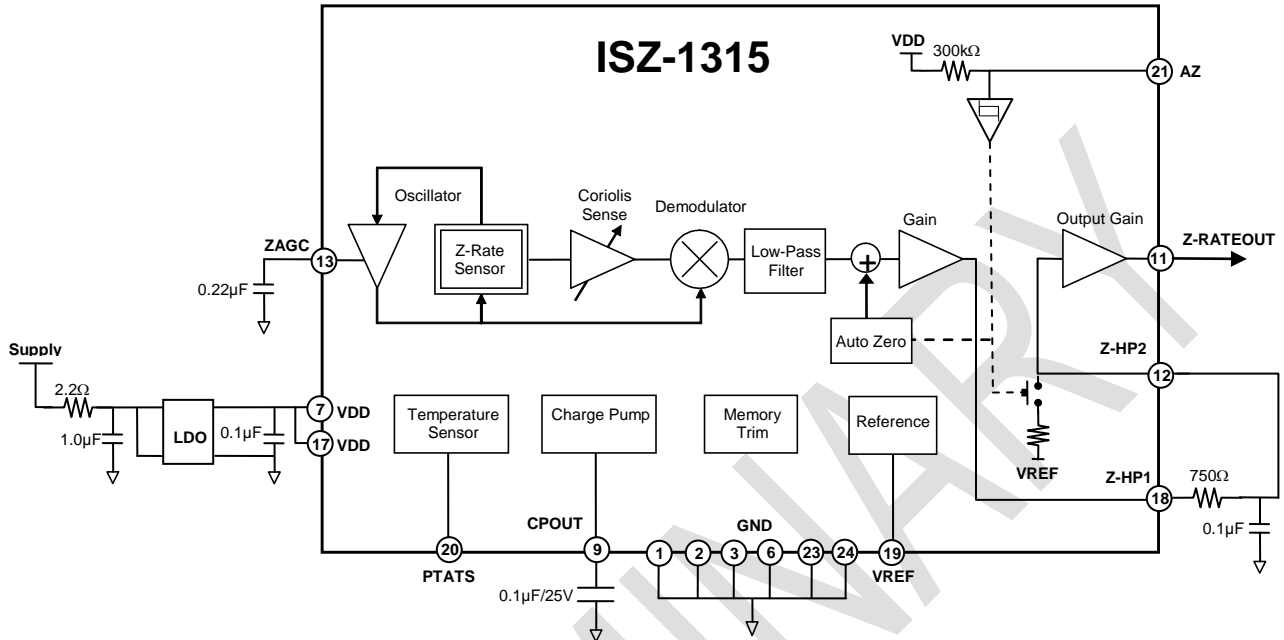 ISZ-1315
VDD
300kΩ
21
AZ
Oscillator
Coriolis
Sense
Demodulator
Gain
Output Gain
ZAGC
13
Z-Rate
Sensor
Low-Pass
Filter
+
Z-RATEOUT
11
0.22µF
Auto Zero
Z-HP2
12
Supply
2.2Ω
1.0µF
LDO
0.1µF
7
VDD
17
VDD
Temperature
Sensor
Charge Pump
Memory
Trim
Reference
VREF
Z-HP1
18
750Ω
0.1µF
CPOUT
GND
20
9
1
2
3
6
23
24
19
PTATS
VREF
0.1µF/25V
MINARY